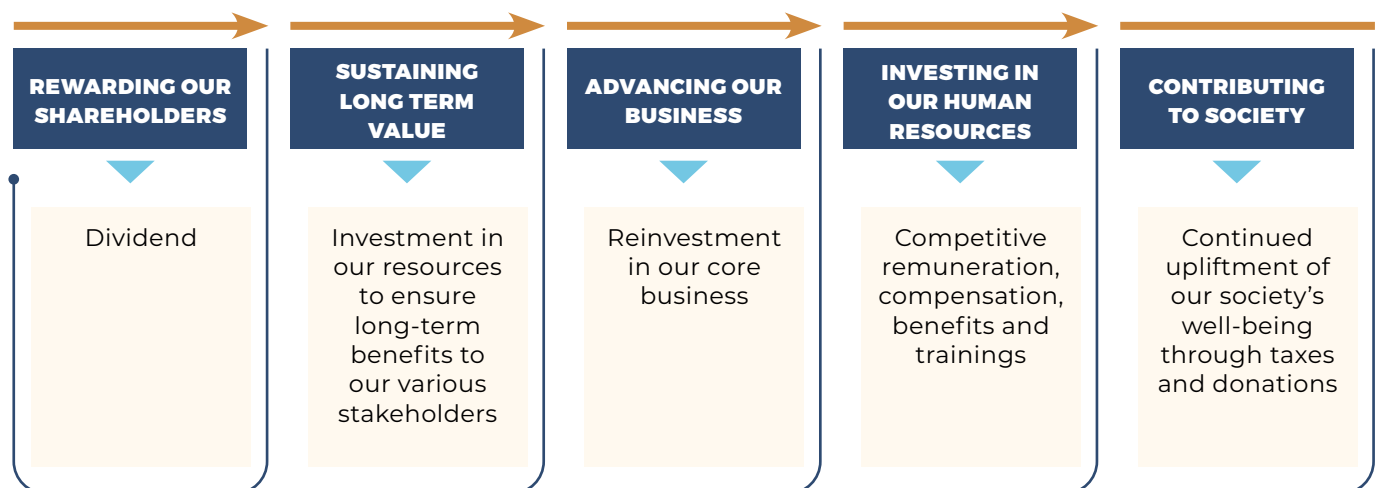 REWARDING OUR
SHAREHOLDERS
Dividend
SUSTAINING
LONG TERM
VALUE
Investment in
our resources
to ensure
long-term
benefits to
our various
stakeholders
ADVANCING OUR
BUSINESS
Reinvestment
in our core
business
INVESTING IN
OUR HUMAN
RESOURCES
Competitive
remuneration,
compensation,
benefits and
trainings
CONTRIBUTING
TO SOCIETY
Continued
upliftment of
our society’s
well-being
through taxes
and donations